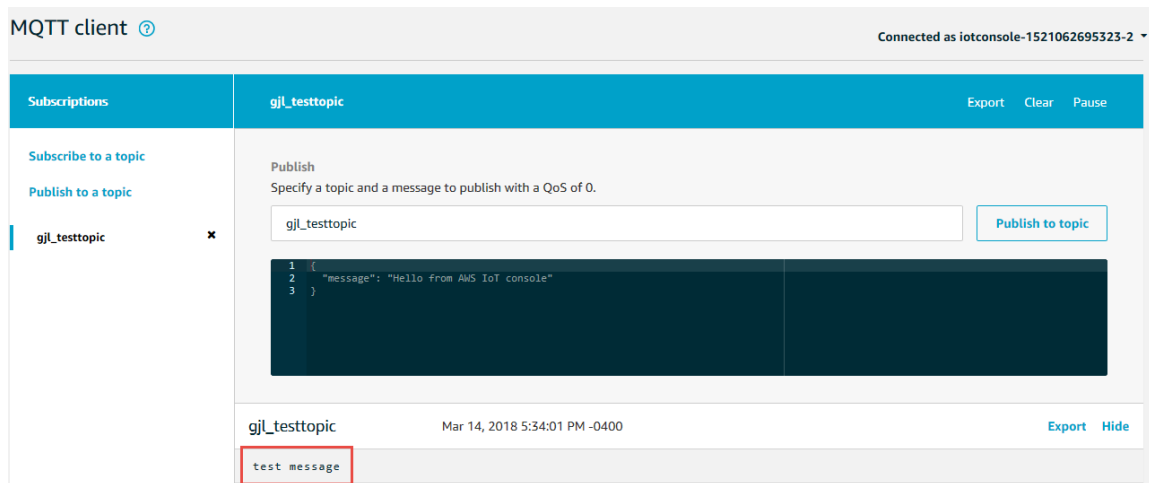 MQTT client ?
Connected as iotconsole-1521062695323-2
Subscriptions
gjl_testtopic
Export Clear Pause
Subscribe to a topic
Publish to a topic
gjl_testtopic ×
Publish
Specify a topic and a message to publish with a QoS of 0.
gjl_testtopic
Publish to topic
1 {
2 "message": "Hello from AWS IoT console"
3 }
gjl_testtopic
Mar 14, 2018 5:34:01 PM -0400
Export Hide
test message